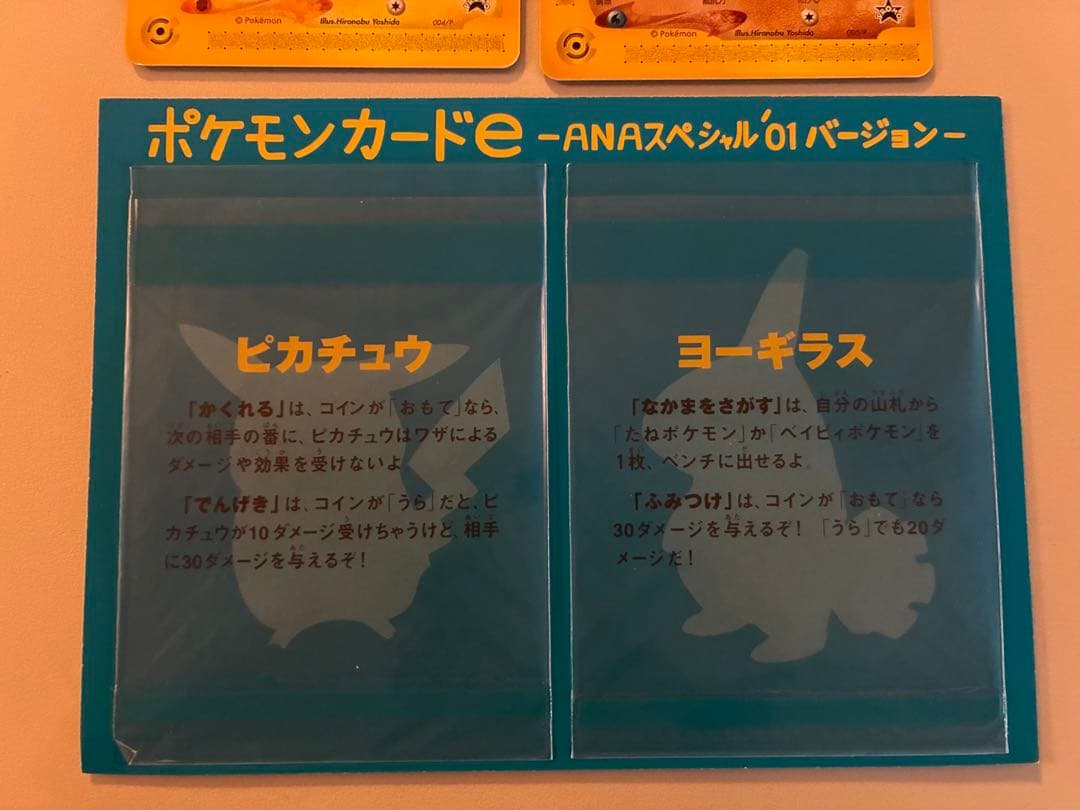 © Pokémon Illus.Hironobu Yoshida 004/P
© Pokémon Illus.Hironobu Yoshida
ポケモンカードe -ANAスペシャル'01バージョン-
ピカチュウ
「かくれる」は、コインが「おもて」なら、
次の相手の番に、ピカチュウはワザによる
ダメージや効果を受けないよ。
「でんげき」は、コインが「うら」だと、ピ
カチュウが10ダメージ受けちゃうけど、相手
に30ダメージを与えるぞ!
ヨーギラス
「なかまをさがす」は、自分の山札から
「たねポケモン」か「ベイビィポケモン」を
1枚、ベンチに出せるよ。
「ふみつけ」は、コインが「おもて」なら
30ダメージを与えるぞ! 「うら」でも20ダ
メージだ!